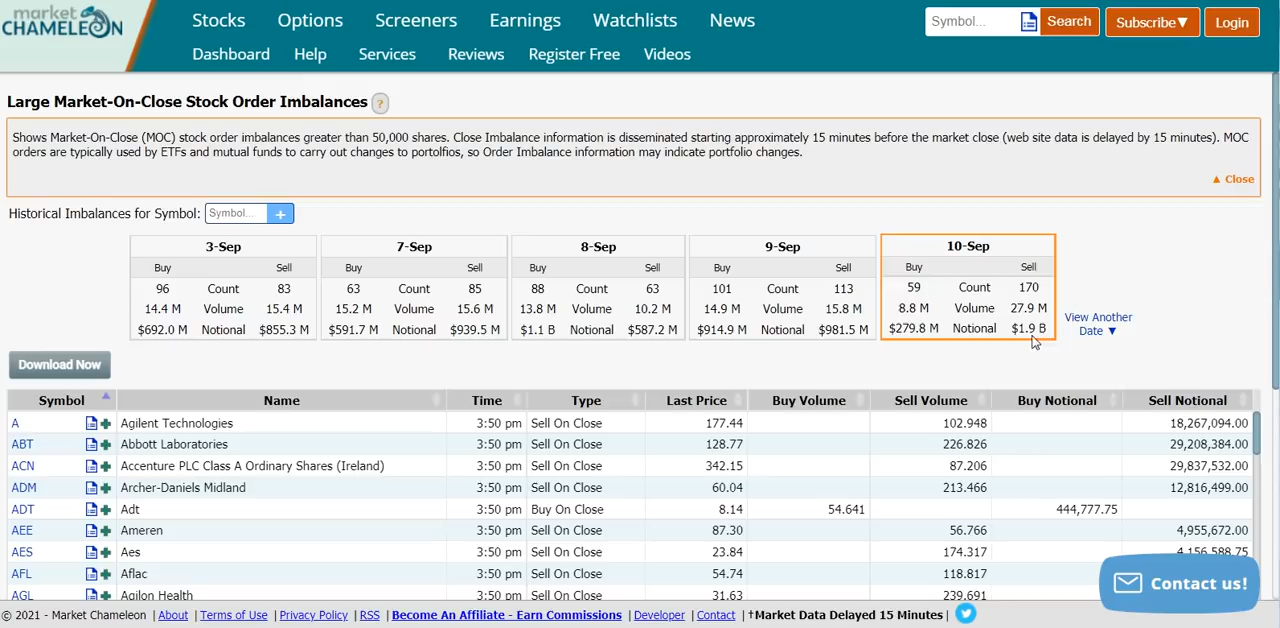 market
CHAMELEON
Stocks Options Screeners Earnings Watchlists News
Symbol... Search Subscribe▼ Login
Dashboard Help Services Reviews Register Free Videos
Large Market-On-Close Stock Order Imbalances ?
Shows Market-On-Close (MOC) stock order imbalances greater than 50,000 shares. Close Imbalance information is disseminated starting approximately 15 minutes before the market close (web site data is delayed by 15 minutes). MOC
orders are typically used by ETFs and mutual funds to carry out changes to portolfios, so Order Imbalance information may indicate portfolio changes.
▲ Close
Historical Imbalances for Symbol: Symbol... +
3-Sep 7-Sep 8-Sep 9-Sep 10-Sep
Buy Sell Buy Sell Buy Sell Buy Sell Buy Sell
96 Count 83 63 Count 85 88 Count 63 101 Count 113 59 Count 170
14.4 M Volume 15.4 M 15.2 M Volume 15.6 M 13.8 M Volume 10.2 M 14.9 M Volume 15.8 M 8.8 M Volume 27.9 M
$692.0 M Notional $855.3 M $591.7 M Notional $939.5 M $1.1 B Notional $587.2 M $914.9 M Notional $981.5 M $279.8 M Notional $1.9 B
View Another
Date ▼
Download Now
Symbol Name Time Type Last Price Buy Volume Sell Volume Buy Notional Sell Notional
A Agilent Technologies 3:50 pm Sell On Close 177.44 102.948 18,267,094.00
ABT Abbott Laboratories 3:50 pm Sell On Close 128.77 226.826 29,208,384.00
ACN Accenture PLC Class A Ordinary Shares (Ireland) 3:50 pm Sell On Close 342.15 87.206 29,837,532.00
ADM Archer-Daniels Midland 3:50 pm Sell On Close 60.04 213.466 12,816,499.00
ADT Adt 3:50 pm Buy On Close 8.14 54.641 444,777.75
AEE Ameren 3:50 pm Sell On Close 87.30 56.766 4,955,672.00
AES Aes 3:50 pm Sell On Close 23.84 174.317 4,156,588.75
AFL Aflac 3:50 pm Sell On Close 54.74 118.817
AGL Agilon Health 3:50 pm Sell On Close 31.63 239.691
Contact us!
© 2021 - Market Chameleon | About | Terms of Use | Privacy Policy | RSS | Become An Affiliate - Earn Commissions | Developer | Contact | †Market Data Delayed 15 Minutes |